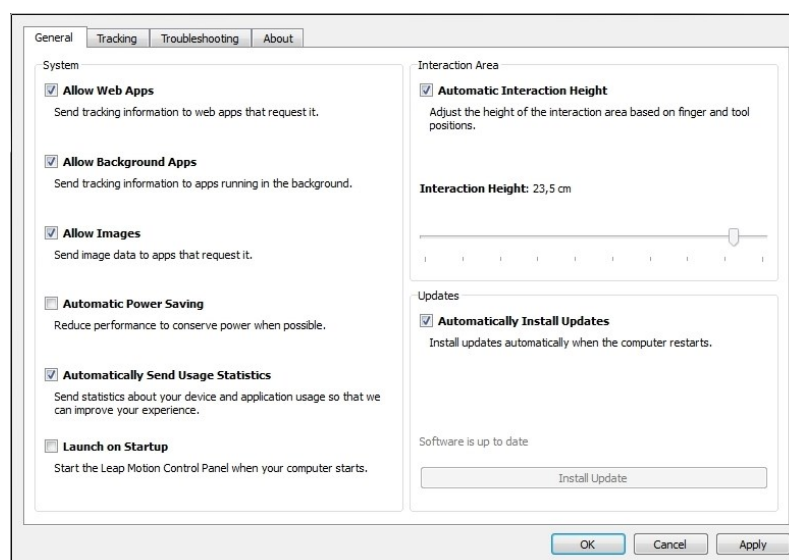 General
Tracking
Troubleshooting
About
System
Allow Web Apps
Send tracking information to web apps that request it.
Allow Background Apps
Send tracking information to apps running in the background.
Allow Images
Send image data to apps that request it.
Automatic Power Saving
Reduce performance to conserve power when possible.
Automatically Send Usage Statistics
Send statistics about your device and application usage so that we
can improve your experience.
Launch on Startup
Start the Leap Motion Control Panel when your computer starts.
Interaction Area
Automatic Interaction Height
Adjust the height of the interaction area based on finger and tool
positions.
Interaction Height: 23,5 cm
Updates
Automatically Install Updates
Install updates automatically when the computer restarts.
Software is up to date
Install Update
OK
Cancel
Apply